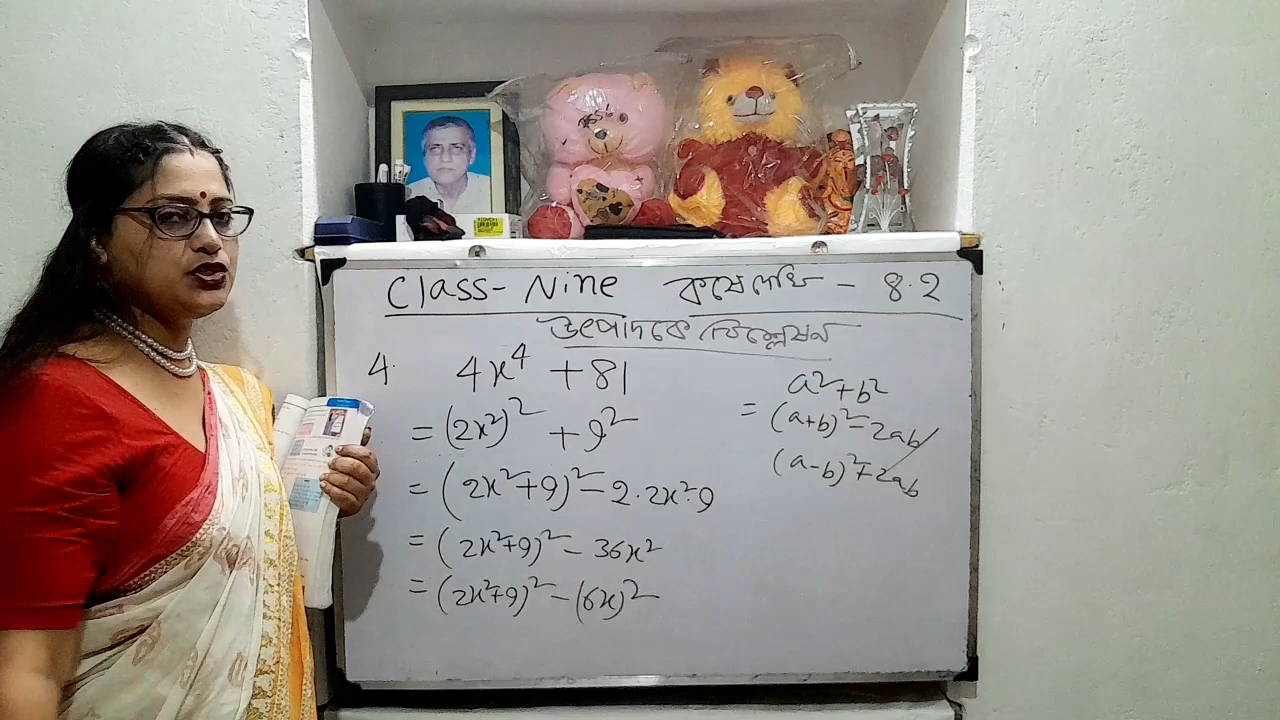 Class-Nine কষে দেখি - 8.2
উৎপাদকে বিশ্লেষণ
4. 4x⁴ + 81
= (2x²)² + 9²
= (2x²+9)² - 2·2x²·9
= (2x²+9)² - 36x²
= (2x²+9)² - (6x)²
a²+b²
= (a+b)² - 2ab
(a-b)² + 2ab